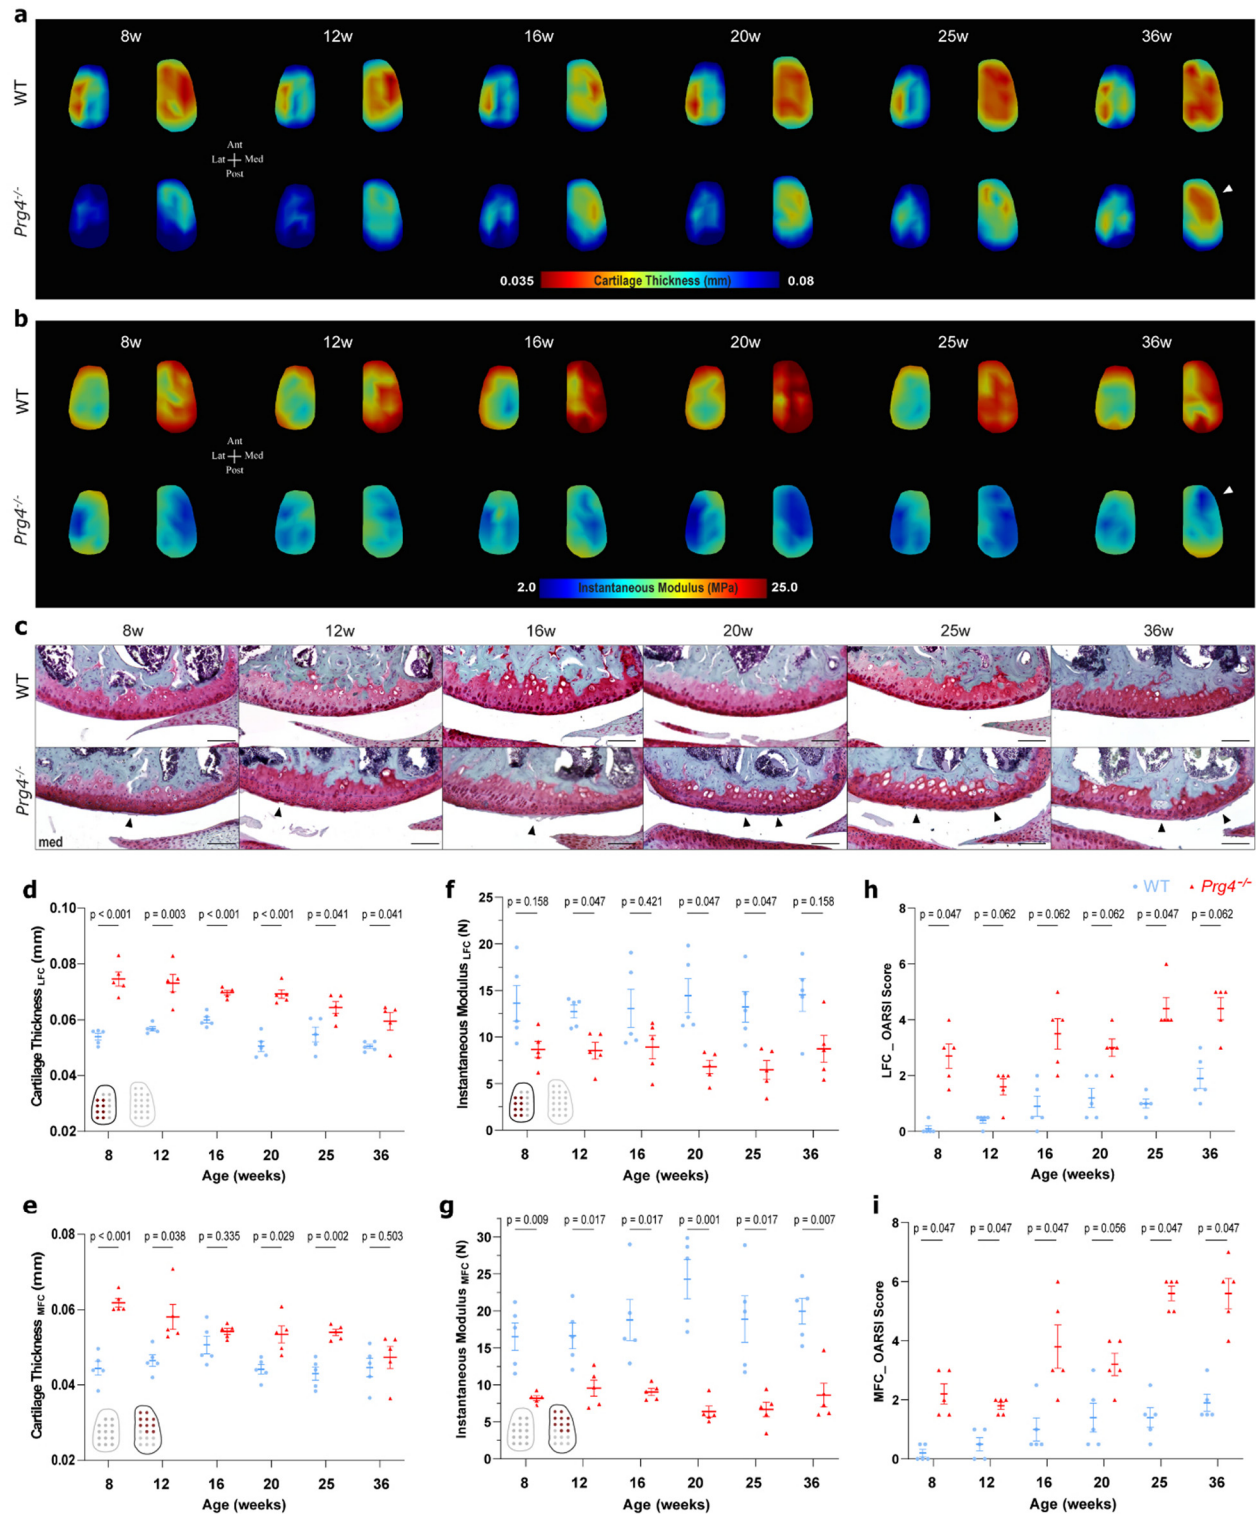 a
8w 12w 16w 20w 25w 36w
WT
Ant
Lat Med
Post
Prg4-/-
0.035 Cartilage Thickness (mm) 0.08
b
8w 12w 16w 20w 25w 36w
WT
Ant
Lat Med
Post
Prg4-/-
2.0 Instantaneous Modulus (MPa) 25.0
c
8w 12w 16w 20w 25w 36w
WT
Prg4-/-
med
WT Prg4-/-
d
p < 0.001 p = 0.003 p < 0.001 p < 0.001 p = 0.041 p = 0.041
Cartilage Thickness LFC (mm)
0.10
0.08
0.06
0.04
0.02
8 12 16 20 25 36
Age (weeks)
f
p = 0.158 p = 0.047 p = 0.421 p = 0.047 p = 0.047 p = 0.158
Instantaneous Modulus LFC (N)
25
20
15
10
5
0
8 12 16 20 25 36
Age (weeks)
h
p = 0.047 p = 0.062 p = 0.062 p = 0.062 p = 0.047 p = 0.062
LFC_ OARSI Score
8
6
4
2
0
8 12 16 20 25 36
Age (weeks)
e
p < 0.001 p = 0.038 p = 0.335 p = 0.029 p = 0.002 p = 0.503
Cartilage Thickness MFC (mm)
0.08
0.06
0.04
0.02
8 12 16 20 25 36
Age (weeks)
g
p = 0.009 p = 0.017 p = 0.017 p = 0.001 p = 0.017 p = 0.007
Instantaneous Modulus MFC (N)
30
25
20
15
10
5
0
8 12 16 20 25 36
Age (weeks)
i
p = 0.047 p = 0.047 p = 0.047 p = 0.056 p = 0.047 p = 0.047
MFC_ OARSI Score
8
6
4
2
0
8 12 16 20 25 36
Age (weeks)